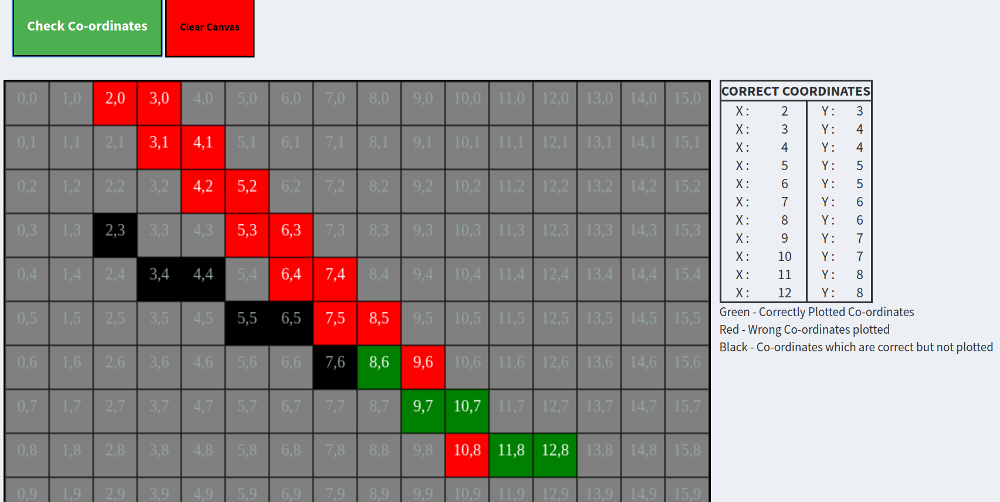 Check Co-ordinates Clear Canvas
0,0 1,0 2,0 3,0 4,0 5,0 6,0 7,0 8,0 9,0 10,0 11,0 12,0 13,0 14,0 15,0
0,1 1,1 2,1 3,1 4,1 5,1 6,1 7,1 8,1 9,1 10,1 11,1 12,1 13,1 14,1 15,1
0,2 1,2 2,2 3,2 4,2 5,2 6,2 7,2 8,2 9,2 10,2 11,2 12,2 13,2 14,2 15,2
0,3 1,3 2,3 3,3 4,3 5,3 6,3 7,3 8,3 9,3 10,3 11,3 12,3 13,3 14,3 15,3
0,4 1,4 2,4 3,4 4,4 5,4 6,4 7,4 8,4 9,4 10,4 11,4 12,4 13,4 14,4 15,4
0,5 1,5 2,5 3,5 4,5 5,5 6,5 7,5 8,5 9,5 10,5 11,5 12,5 13,5 14,5 15,5
0,6 1,6 2,6 3,6 4,6 5,6 6,6 7,6 8,6 9,6 10,6 11,6 12,6 13,6 14,6 15,6
0,7 1,7 2,7 3,7 4,7 5,7 6,7 7,7 8,7 9,7 10,7 11,7 12,7 13,7 14,7 15,7
0,8 1,8 2,8 3,8 4,8 5,8 6,8 7,8 8,8 9,8 10,8 11,8 12,8 13,8 14,8 15,8
0,9 1,9 2,9 3,9 4,9 5,9 6,9 7,9 8,9 9,9 10,9 11,9 12,9 13,9 14,9 15,9
CORRECT COORDINATES
X : 2 Y : 3
X : 3 Y : 4
X : 4 Y : 4
X : 5 Y : 5
X : 6 Y : 5
X : 7 Y : 6
X : 8 Y : 6
X : 9 Y : 7
X : 10 Y : 7
X : 11 Y : 8
X : 12 Y : 8
Green - Correctly Plotted Co-ordinates
Red - Wrong Co-ordinates plotted
Black - Co-ordinates which are correct but not plotted